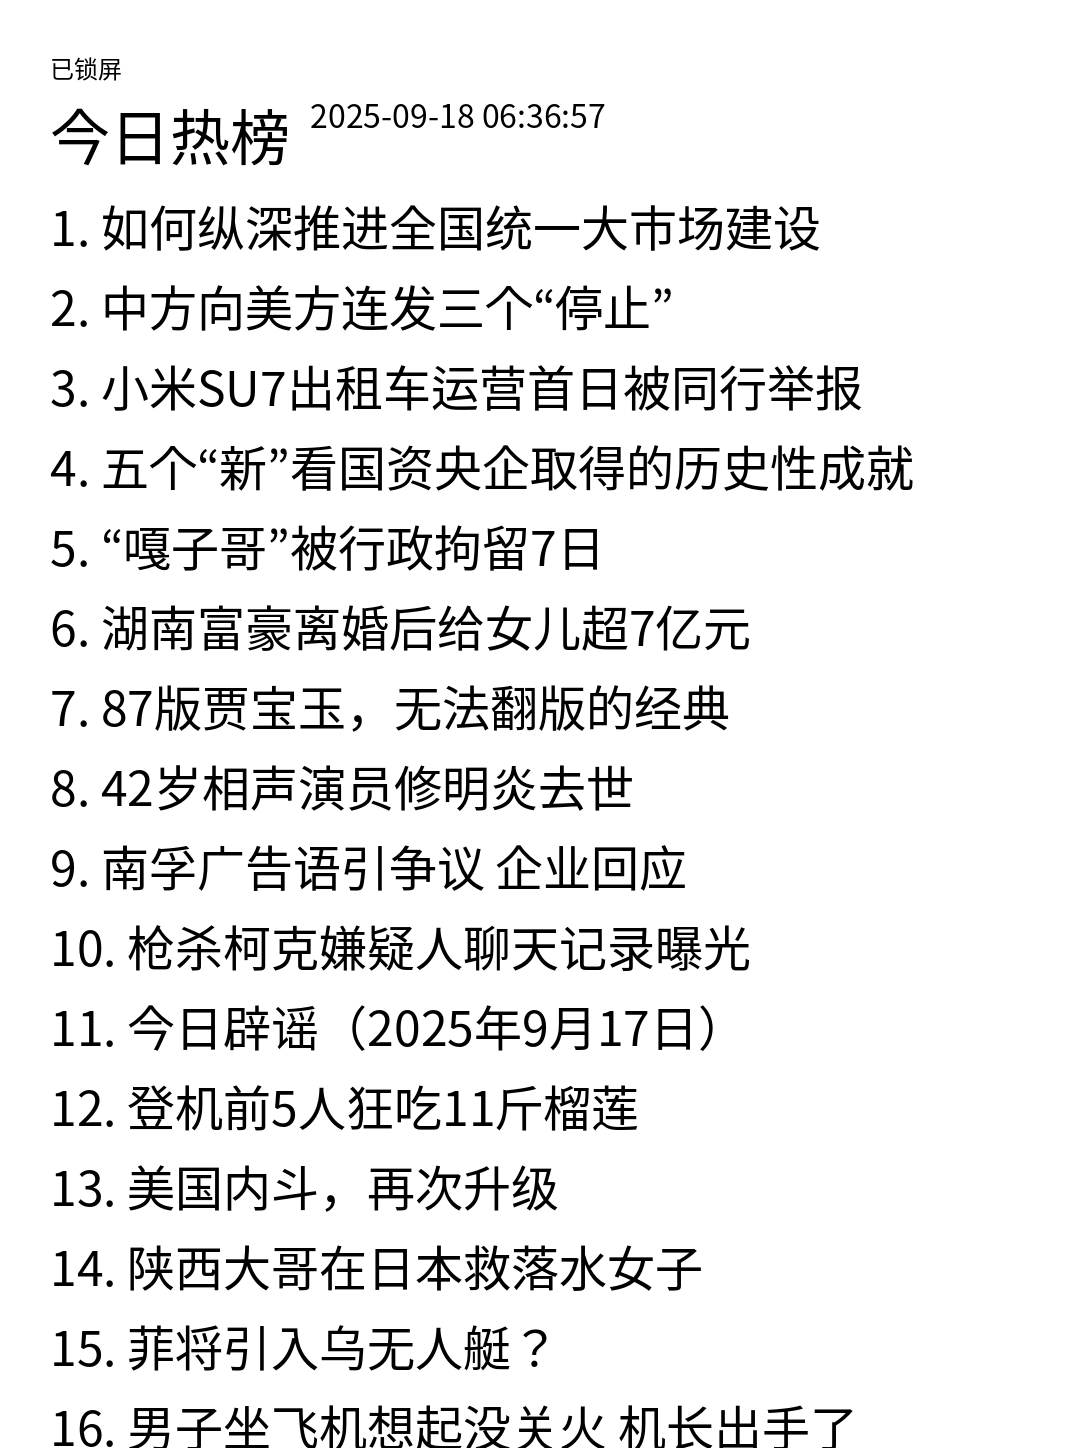 已锁屏
今日热榜 2025-09-18 06:36:57
1. 如何纵深推进全国统一大市场建设
2. 中方向美方连发三个“停止”
3. 小米SU7出租车运营首日被同行举报
4. 五个“新”看国资央企取得的历史性成就
5. “嘎子哥”被行政拘留7日
6. 湖南富豪离婚后给女儿超7亿元
7. 87版贾宝玉，无法翻版的经典
8. 42岁相声演员修明炎去世
9. 南孚广告语引争议 企业回应
10. 枪杀柯克嫌疑人聊天记录曝光
11. 今日辟谣（2025年9月17日）
12. 登机前5人狂吃11斤榴莲
13. 美国内斗，再次升级
14. 陕西大哥在日本救落水女子
15. 菲将引入乌无人艇？
16. 男子坐飞机想起没关火 机长出手了